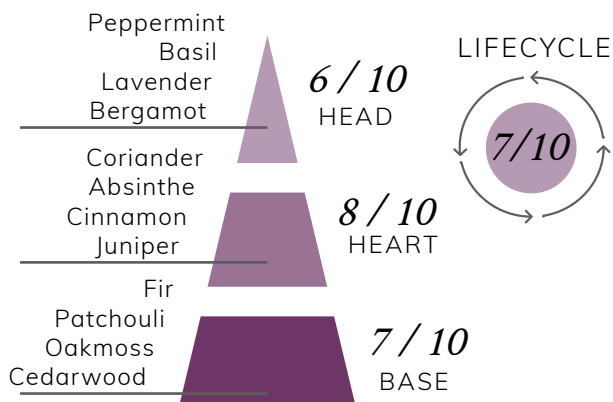 Peppermint
Basil
Lavender
Bergamot
6 / 10
HEAD
LIFECYCLE
7/10
Coriander
Absinthe
Cinnamon
Juniper
8 / 10
HEART
Fir
Patchouli
Oakmoss
Cedarwood
7 / 10
BASE